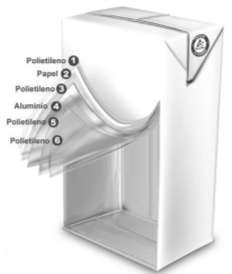 Polietileno 1
Papel 2
Polietileno 3
Aluminio 4
Polietileno 5
Polietileno 6